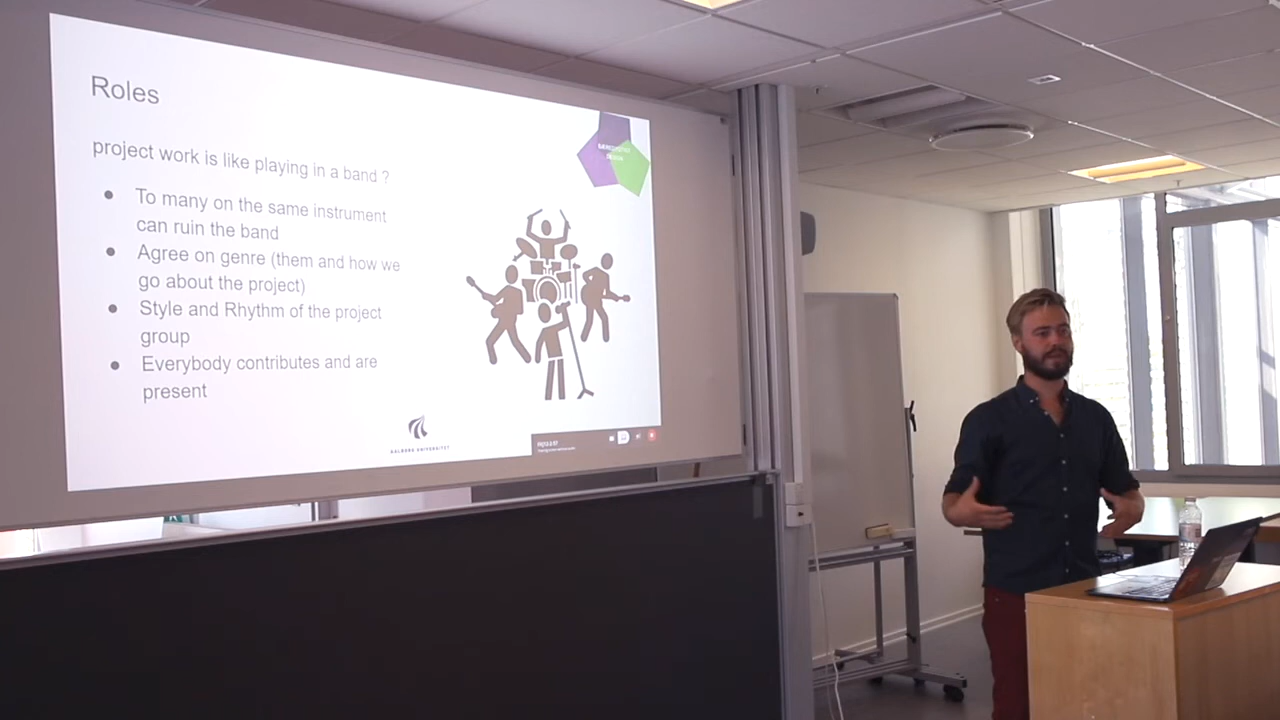 Roles
project work is like playing in a band ?
To many on the same instrument
can ruin the band
Agree on genre (them and how we
go about the project)
Style and Rhythm of the project
group
Everybody contributes and are
present
AALBORG UNIVERSITET